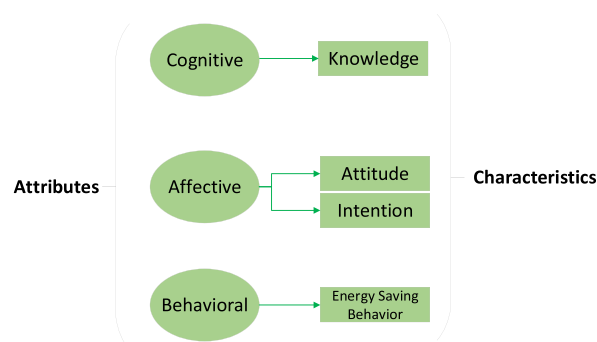 Cognitive
Knowledge
Attributes
Affective
Attitude
Intention
Characteristics
Behavioral
Energy Saving
Behavior